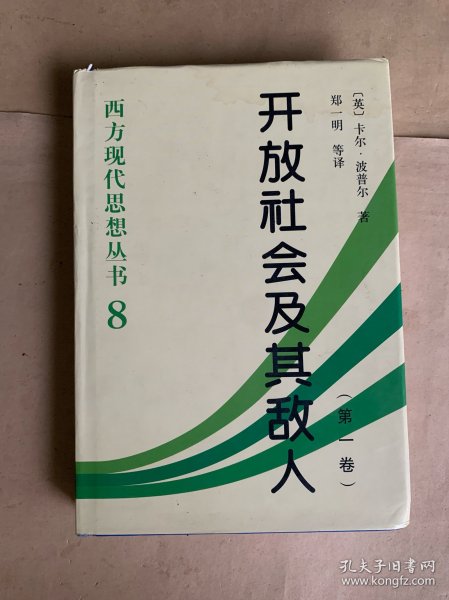 〔英〕卡尔·波普尔 著
郑一明 等译
开放社会及其敌人
（第一卷）
西方现代思想丛书8
孔夫子旧书网
www.kongfz.com